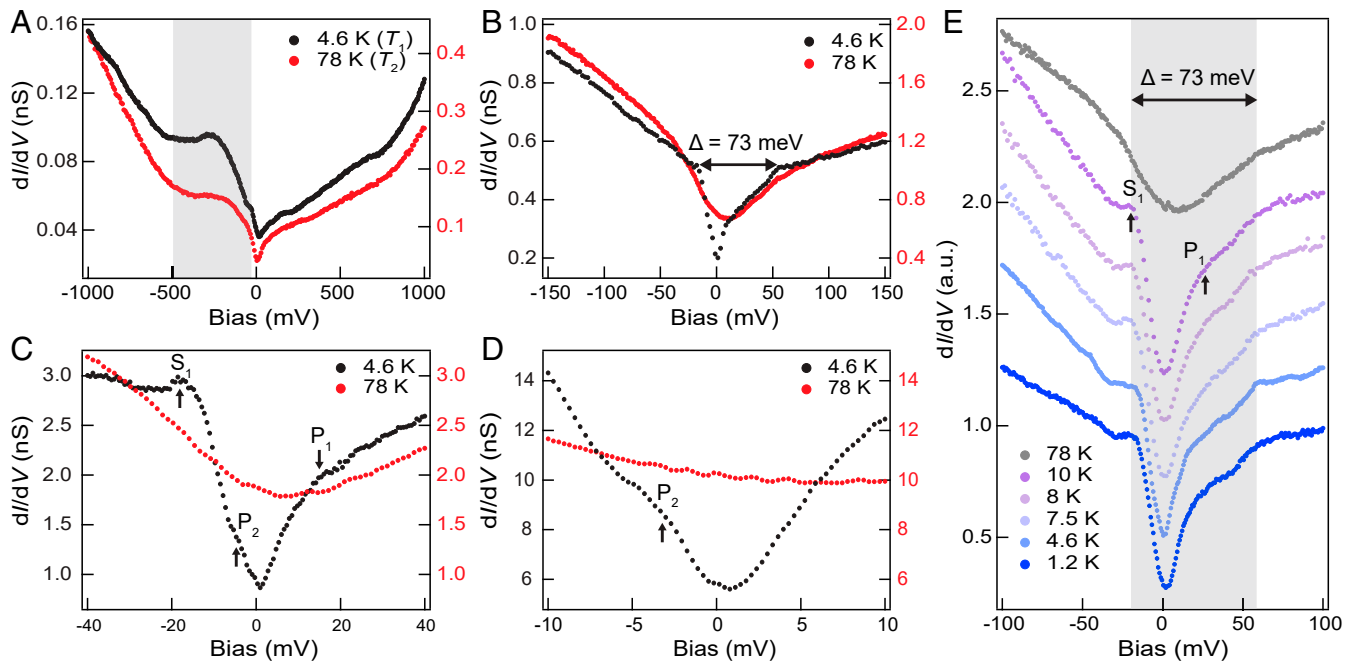 A
0.16
0.12
0.08
0.04
dI/dV (nS)
4.6 K (T1)
78 K (T2)
0.4
0.3
0.2
0.1
-1000
-500
0
500
1000
Bias (mV)
B
1.0
0.8
0.6
0.4
0.2
dI/dV (nS)
4.6 K
78 K
Δ = 73 meV
2.0
1.6
1.2
0.8
0.4
-150
-100
-50
0
50
100
150
Bias (mV)
C
3.0
2.5
2.0
1.5
1.0
dI/dV (nS)
S1
P1
P2
4.6 K
78 K
3.0
2.5
2.0
1.5
1.0
-40
-20
0
20
40
Bias (mV)
D
14
12
10
8
6
dI/dV (nS)
P2
4.6 K
78 K
14
12
10
8
6
-10
-5
0
5
10
Bias (mV)
E
2.5
2.0
1.5
1.0
0.5
dI/dV (a.u.)
Δ = 73 meV
S1
P1
78 K
10 K
8 K
7.5 K
4.6 K
1.2 K
-100
-50
0
50
100
Bias (mV)